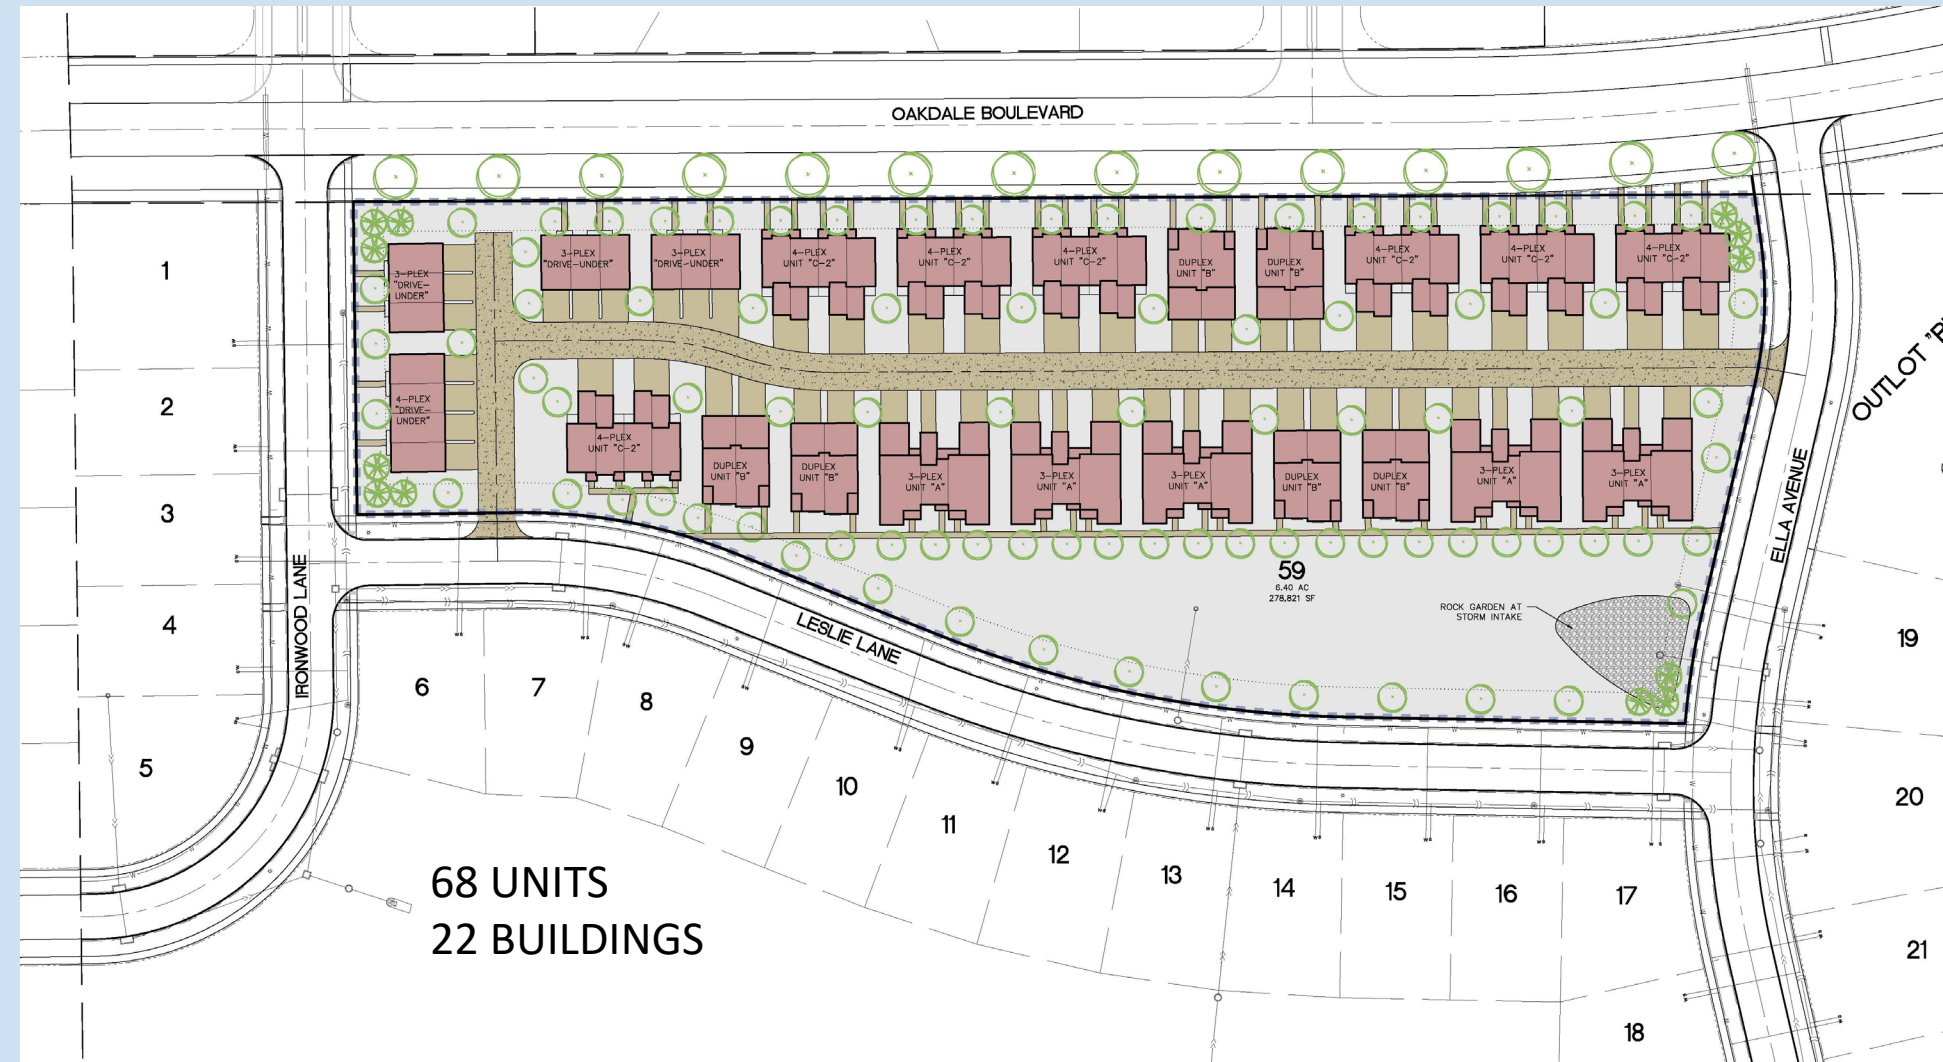 OAKDALE BOULEVARD
1
2
3
4
5
IRONWOOD LANE
3-PLEX
"DRIVE-
UNDER"
4-PLEX
"DRIVE-
UNDER"
3-PLEX
"DRIVE-UNDER"
3-PLEX
"DRIVE-UNDER"
4-PLEX
UNIT "C-2"
4-PLEX
UNIT "C-2"
4-PLEX
UNIT "C-2"
DUPLEX
UNIT "B"
DUPLEX
UNIT "B"
4-PLEX
UNIT "C-2"
4-PLEX
UNIT "C-2"
4-PLEX
UNIT "C-2"
4-PLEX
UNIT "C-2"
DUPLEX
UNIT "B"
DUPLEX
UNIT "B"
3-PLEX
UNIT "A"
3-PLEX
UNIT "A"
3-PLEX
UNIT "A"
DUPLEX
UNIT "B"
DUPLEX
UNIT "B"
3-PLEX
UNIT "A"
3-PLEX
UNIT "A"
59
6.40 AC
278,821 SF
ROCK GARDEN AT
STORM INTAKE
ELLA AVENUE
OUTLOT
LESLIE LANE
6
7
8
9
10
11
12
13
14
15
16
17
18
19
20
21
68 UNITS
22 BUILDINGS